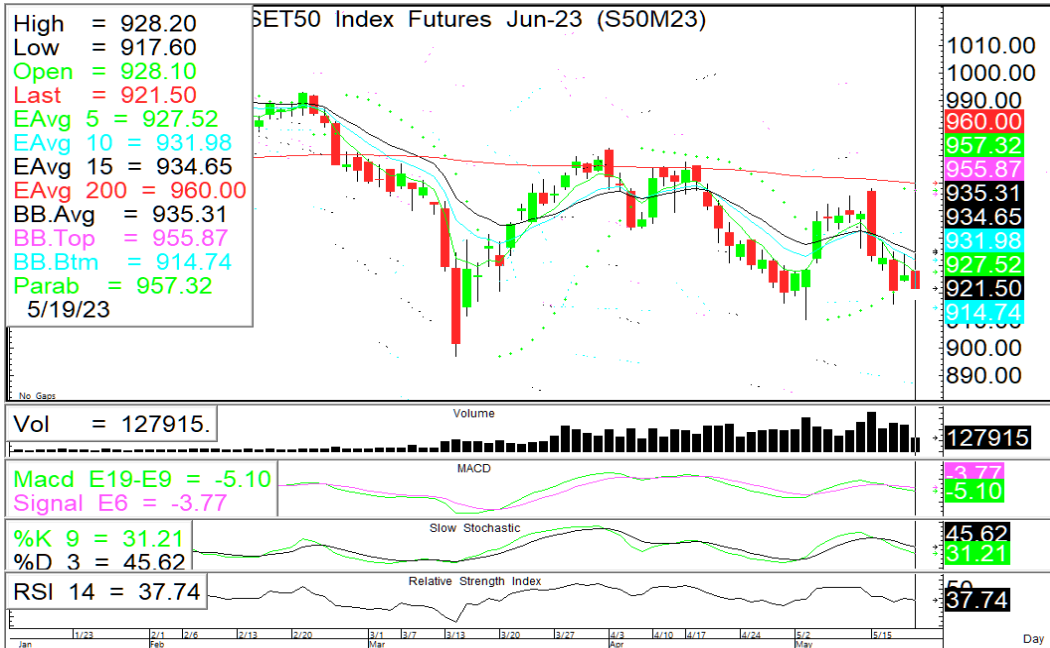 SET50 Index Futures Jun-23 (S50M23)
High = 928.20
Low = 917.60
Open = 928.10
Last = 921.50
EAvg 5 = 927.52
EAvg 10 = 931.98
EAvg 15 = 934.65
EAvg 200 = 960.00
BB.Avg = 935.31
BB.Top = 955.87
BB.Btm = 914.74
Parab = 957.32
5/19/23
1010.00
1000.00
990.00
960.00
957.32
955.87
935.31
934.65
931.98
927.52
921.50
914.74
910.00
900.00
890.00
No Gaps
Volume
Vol = 127915.
127915
MACD
Macd E19-E9 = -5.10
Signal E6 = -3.77
-3.77
-5.10
Slow Stochastic
%K 9 = 31.21
%D 3 = 45.62
45.62
31.21
Relative Strength Index
RSI 14 = 37.74
50
37.74
1/23 2/1 2/6 2/13 2/20 3/1 3/7 3/13 3/20 3/27 4/3 4/10 4/17 4/24 5/2 5/15
Jan Feb Mar Apr May
Day